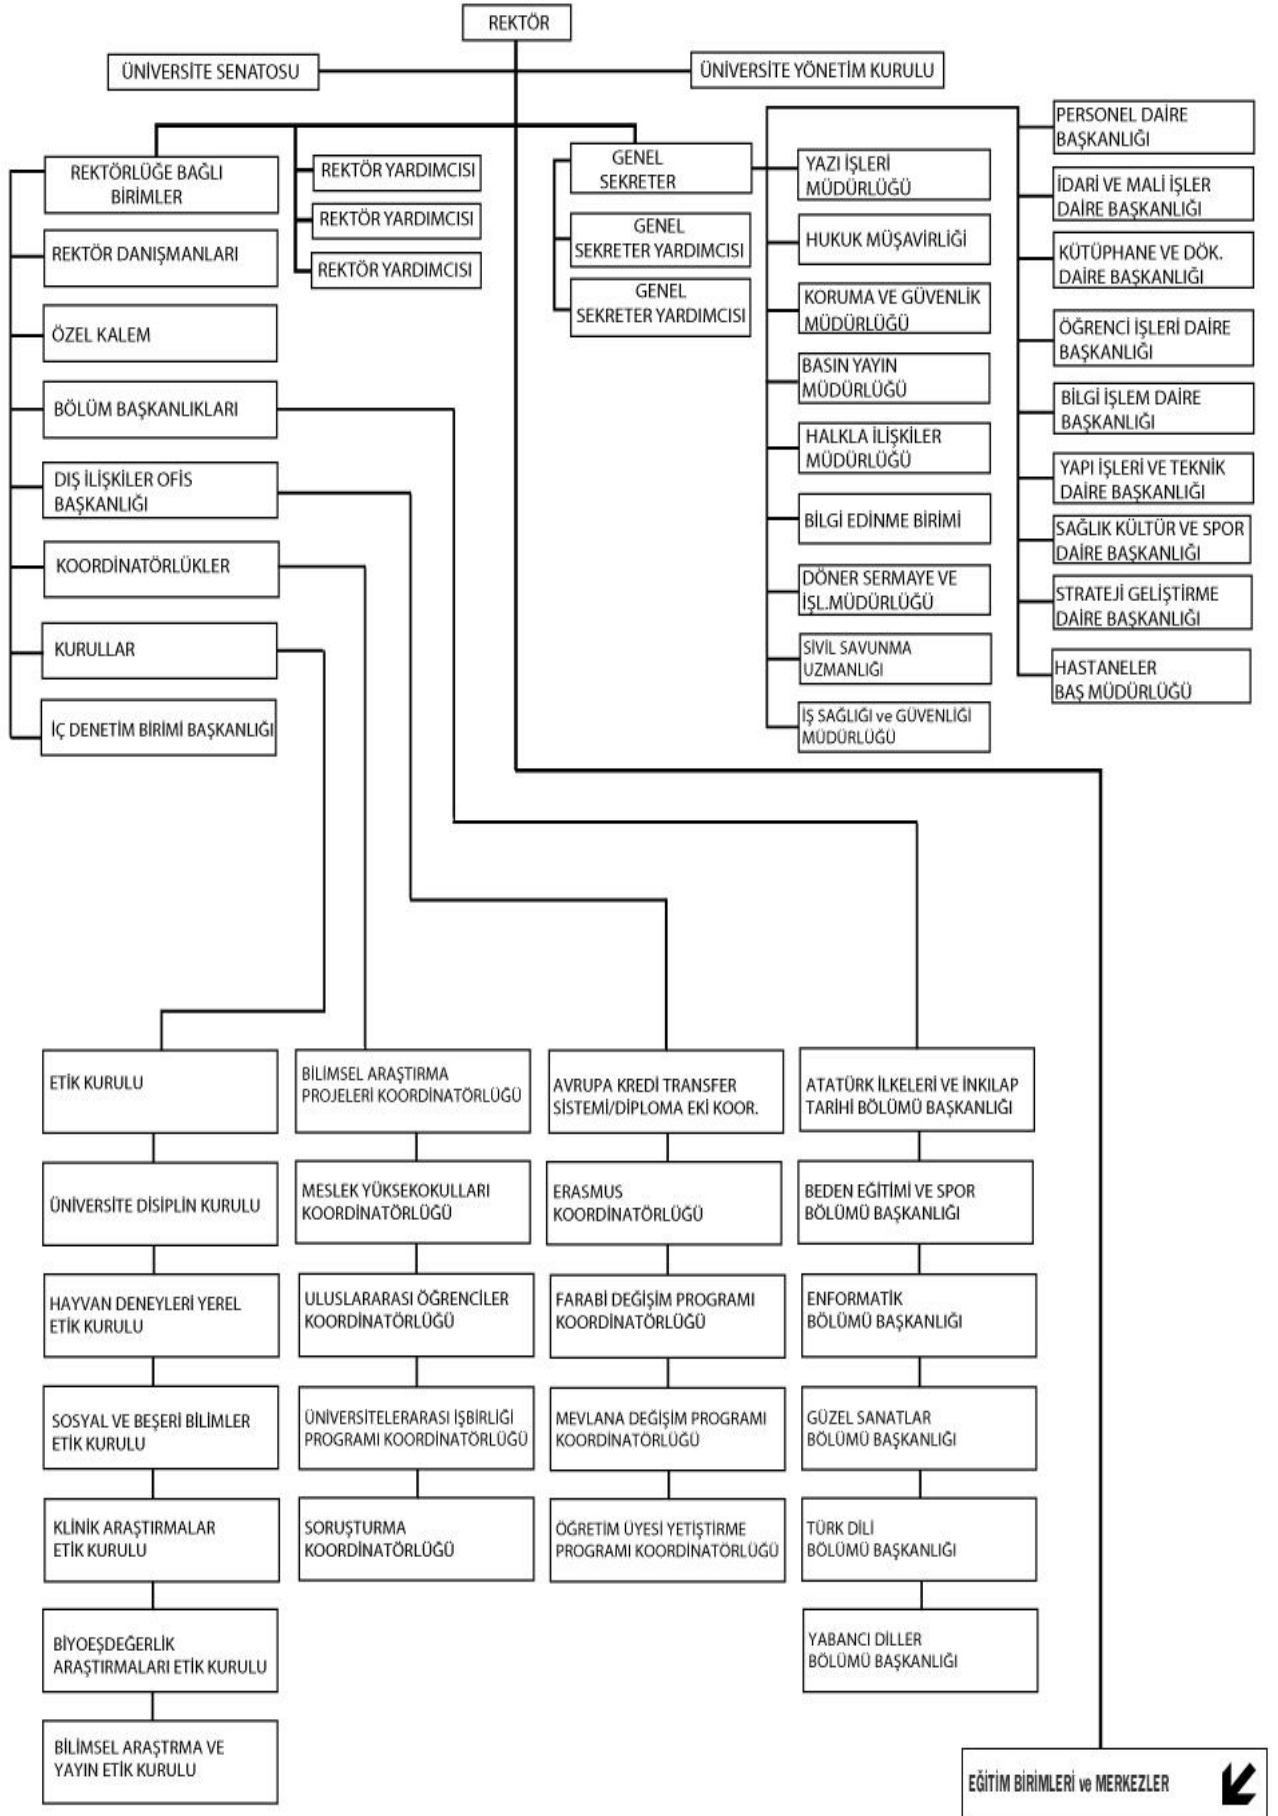 REKTÖR
ÜNİVERSİTE SENATOSU
ÜNİVERSİTE YÖNETİM KURULU
REKTÖRLÜĞE BAĞLI
BİRİMLER
REKTÖR DANIŞMANLARI
ÖZEL KALEM
BÖLÜM BAŞKANLIKLARI
DIŞ İLİŞKİLER OFİS
BAŞKANLIĞI
KOORDİNATÖRLÜKLER
KURULLAR
İÇ DENETİM BİRİMİ BAŞKANLIĞI
REKTÖR YARDIMCISI
REKTÖR YARDIMCISI
REKTÖR YARDIMCISI
GENEL
SEKRETER
GENEL
SEKRETER YARDIMCISI
GENEL
SEKRETER YARDIMCISI
YAZI İŞLERİ
MÜDÜRLÜĞÜ
HUKUK MÜŞAVİRLİĞİ
KORUMA VE GÜVENLİK
MÜDÜRLÜĞÜ
BASIN YAYIN
MÜDÜRLÜĞÜ
HALKLA İLİŞKİLER
MÜDÜRLÜĞÜ
BİLGİ EDİNME BİRİMİ
DÖNER SERMAYE VE
İŞL.MÜDÜRLÜĞÜ
SİVİL SAVUNMA
UZMANLIĞI
İŞ SAĞLIĞI ve GÜVENLİĞİ
MÜDÜRLÜĞÜ
PERSONEL DAİRE
BAŞKANLIĞI
İDARİ VE MALİ İŞLER
DAİRE BAŞKANLIĞI
KÜTÜPHANE VE DÖK.
DAİRE BAŞKANLIĞI
ÖĞRENCİ İŞLERİ DAİRE
BAŞKANLIĞI
BİLGİ İŞLEM DAİRE
BAŞKANLIĞI
YAPI İŞLERİ VE TEKNİK
DAİRE BAŞKANLIĞI
SAĞLIK KÜLTÜR VE SPOR
DAİRE BAŞKANLIĞI
STRATEJİ GELİŞTİRME
DAİRE BAŞKANLIĞI
HASTANELER
BAŞ MÜDÜRLÜĞÜ
ETİK KURULU
ÜNİVERSİTE DİSİPLİN KURULU
HAYVAN DENEYLERİ YEREL
ETİK KURULU
SOSYAL VE BEŞERİ BİLİMLER
ETİK KURULU
KLİNİK ARAŞTIRMALAR
ETİK KURULU
BİYOEŞDEĞERLİK
ARAŞTIRMALARI ETİK KURULU
BİLİMSEL ARAŞTRMA VE
YAYIN ETİK KURULU
BİLİMSEL ARAŞTIRMA
PROJELERİ KOORDİNATÖRLÜĞÜ
MESLEK YÜKSEKOKULLARI
KOORDİNATÖRLÜĞÜ
ULUSLARARASI ÖĞRENCİLER
KOORDİNATÖRLÜĞÜ
ÜNİVERSİTELERARASI İŞBİRLİĞİ
PROGRAMI KOORDİNATÖRLÜĞÜ
SORUŞTURMA
KOORDİNATÖRLÜĞÜ
AVRUPA KREDİ TRANSFER
SİSTEMİ/DİPLOMA EKİ KOOR.
ERASMUS
KOORDİNATÖRLÜĞÜ
FARABİ DEĞİŞİM PROGRAMI
KOORDİNATÖRLÜĞÜ
MEVLANA DEĞİŞİM PROGRAMI
KOORDİNATÖRLÜĞÜ
ÖĞRETİM ÜYESİ YETİŞTİRME
PROGRAMI KOORDİNATÖRLÜĞÜ
ATATÜRK İLKELERİ VE İNKILAP
TARİHİ BÖLÜMÜ BAŞKANLIĞI
BEDEN EĞİTİMİ VE SPOR
BÖLÜMÜ BAŞKANLIĞI
ENFORMATİK
BÖLÜMÜ BAŞKANLIĞI
GÜZEL SANATLAR
BÖLÜMÜ BAŞKANLIĞI
TÜRK DİLİ
BÖLÜMÜ BAŞKANLIĞI
YABANCI DİLLER
BÖLÜMÜ BAŞKANLIĞI
EĞİTİM BİRİMLERİ ve MERKEZLER